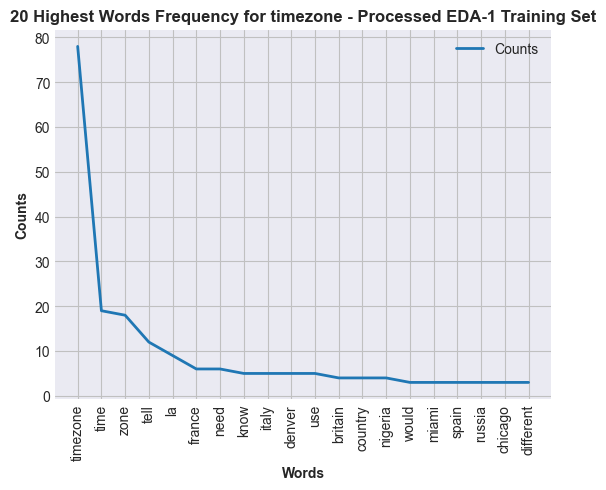 20 Highest Words Frequency for timezone - Processed EDA-1 Training Set
Counts
80
70
60
50
40
30
20
10
0
Counts
timezone
time
zone
tell
la
france
need
know
italy
denver
use
britain
country
nigeria
would
miami
spain
russia
chicago
different
Words